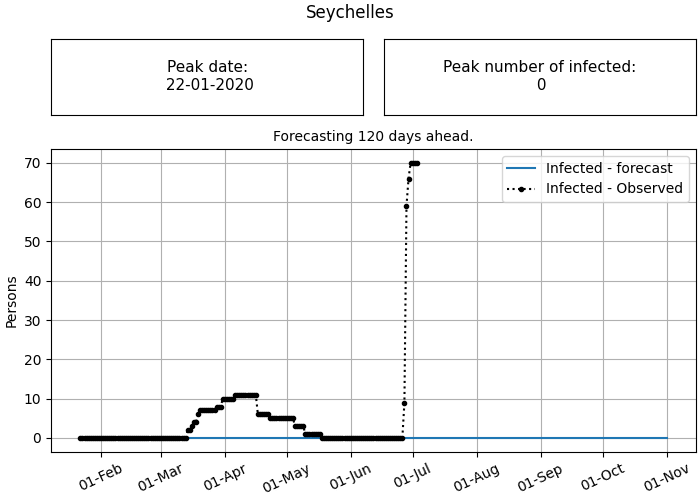 Seychelles
Peak date:
22-01-2020
Peak number of infected:
0
Forecasting 120 days ahead.
Infected - forecast
Infected - Observed
Persons
70
60
50
40
30
20
10
0
01-Feb
01-Mar
01-Apr
01-May
01-Jun
01-Jul
01-Aug
01-Sep
01-Oct
01-Nov